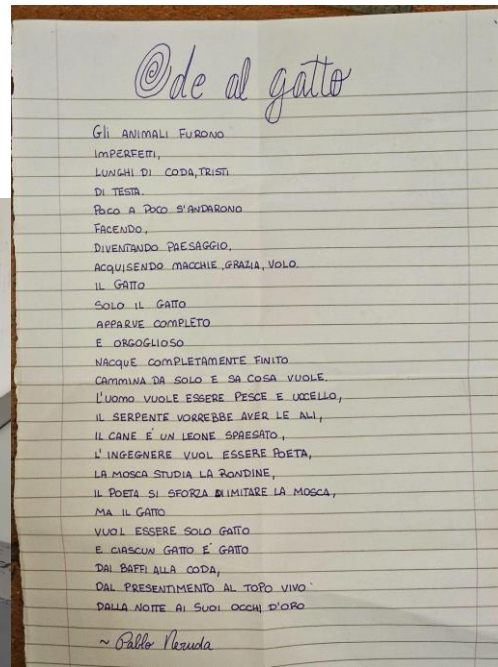 Ode al gatto
Gli ANIMALI FURONO
IMPERFETTI,
LUNGHI DI CODA, TRISTI
DI TESTA.
POCO A POCO S'ANDARONO
FACENDO,
DIVENTANDO PAESAGGIO,
ACQUISENDO MACCHIE, GRAZIA, VOLO.
IL GATTO
SOLO IL GATTO
APPARVE COMPLETO
E ORGOGLIOSO
NACQUE COMPLETAMENTE FINITO
CAMMINA DA SOLO E SA COSA VUOLE.
L'UOMO VUOLE ESSERE PESCE E UCCELLO,
IL SERPENTE VORREBBE AVER LE ALI,
IL CANE E' UN LEONE SPAESATO,
L'INGEGNERE VUOL ESSERE POETA,
LA MOSCA STUDIA LA RONDINE,
IL POETA SI SFORZA DI IMITARE LA MOSCA,
MA IL GATTO
VUOL ESSERE SOLO GATTO
E CIASCUN GATTO E' GATTO
DAI BAFFI ALLA CODA,
DAL PRESENTIMENTO AL TOPO VIVO
DALLA NOTTE AI SUOI OCCHI D'ORO
~ Pablo Neruda